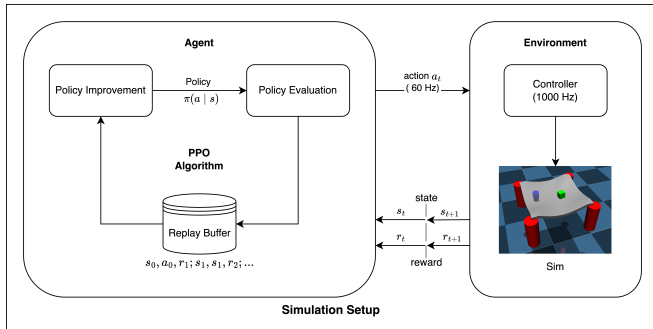 Agent
Environment
Policy Improvement
Policy
π(a | s)
Policy Evaluation
action a_t
( 60 Hz)
Controller
(1000 Hz)
PPO
Algorithm
Replay Buffer
s_0, a_0, r_1; s_1, s_1, r_2; ...
state
s_t
s_{t+1}
r_t
r_{t+1}
reward
Sim
Simulation Setup